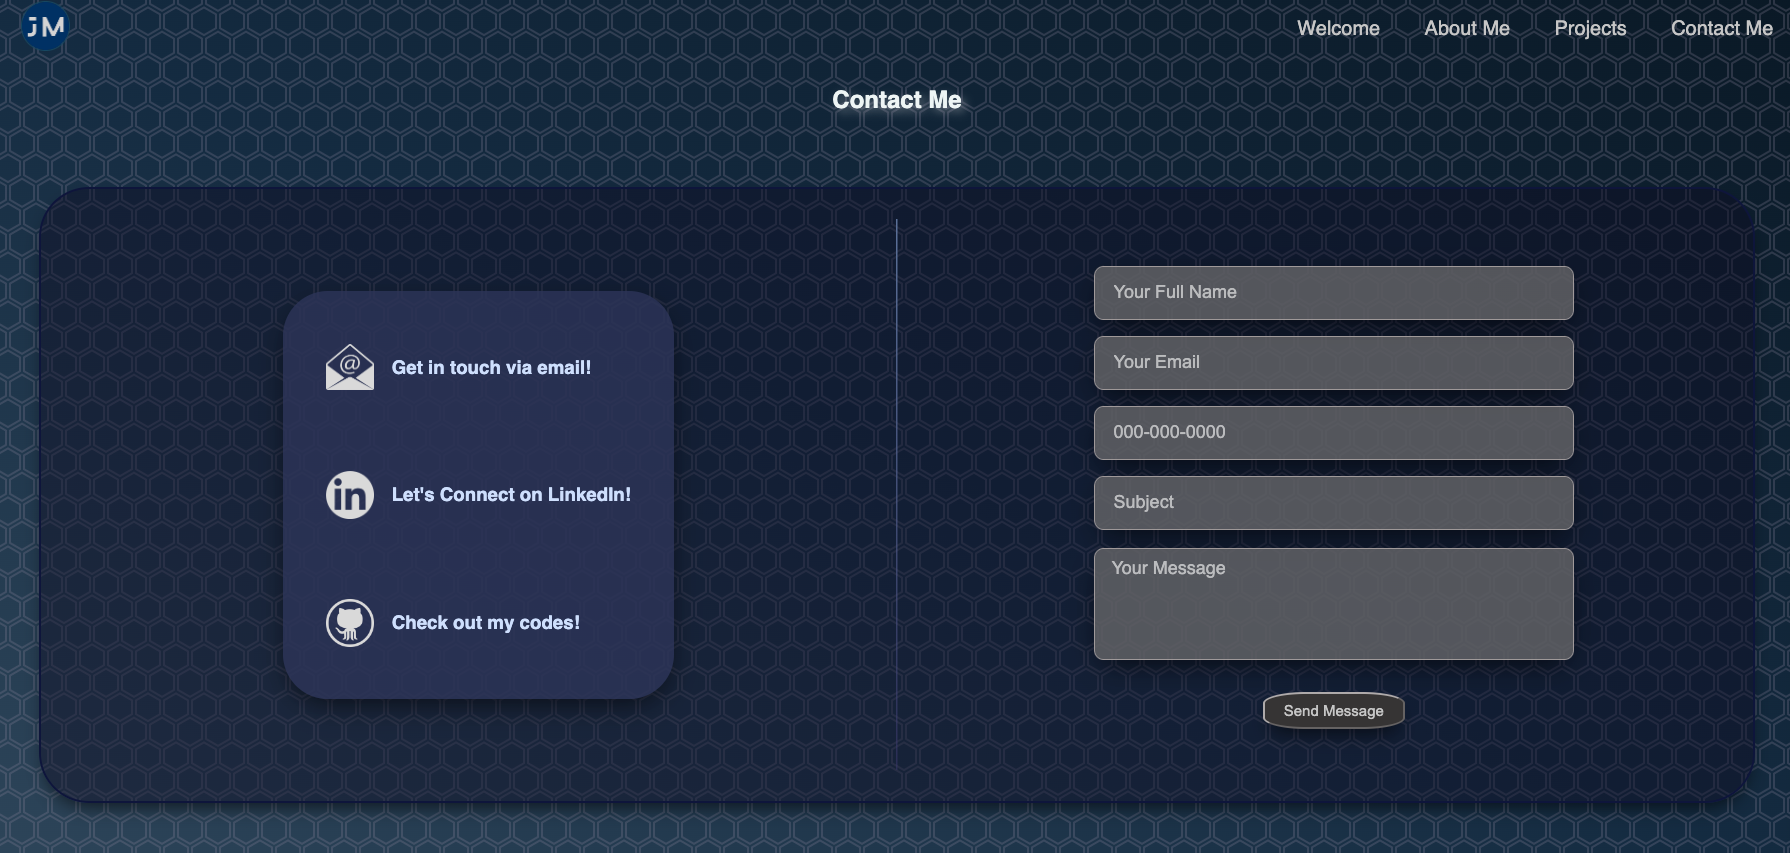 JM
Welcome
About Me
Projects
Contact Me
Contact Me
@
Get in touch via email!
in
Let's Connect on LinkedIn!
Check out my codes!
Your Full Name
Your Email
000-000-0000
Subject
Your Message
Send Message